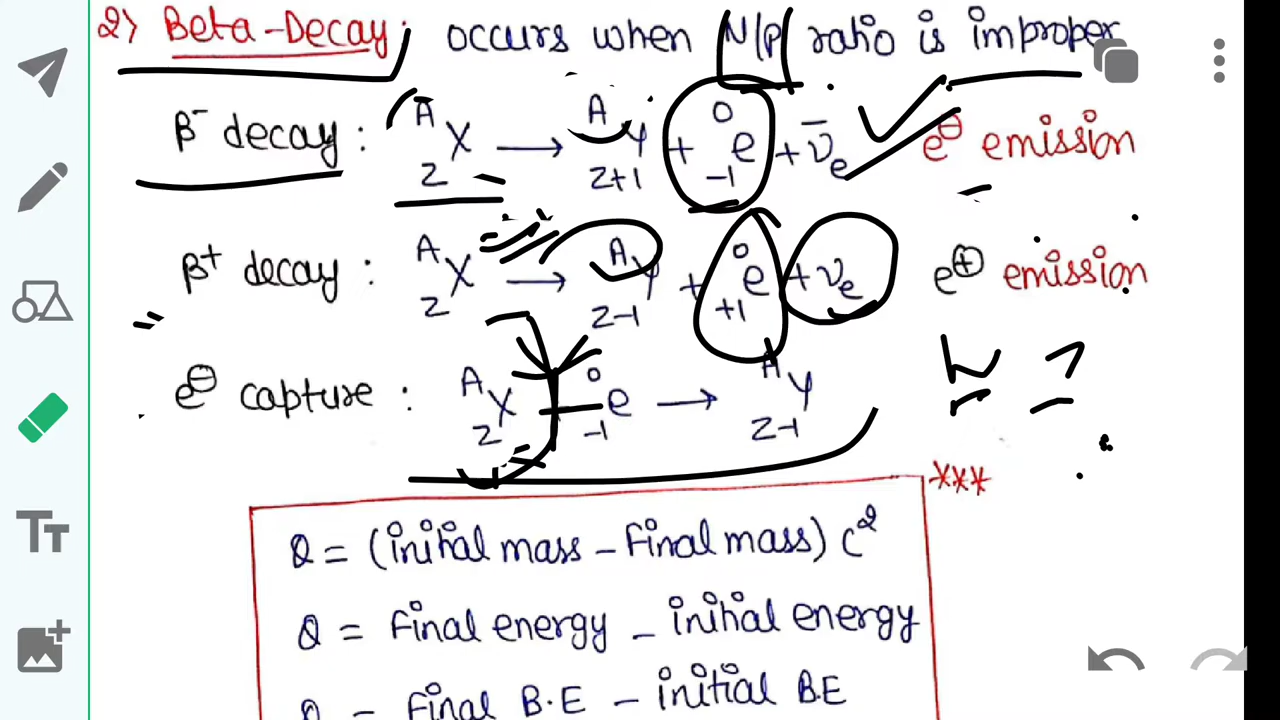 2) Beta-Decay: occurs when N/P ratio is improper
β⁻ decay : ᴬ_Z X → ᴬ_Z+1 Y + ⁰_-1 e + ν̄e e⊖ emission
β⁺ decay : ᴬ_Z X → ᴬ_Z-1 Y + ⁰_+1 e + νe e⊕ emission
e⊖ capture : ᴬ_Z X + ⁰_-1 e → ᴬ_Z-1 Y
***
Q = (initial mass - Final mass) c²
Q = Final energy - initial energy
Q = Final B.E - initial B.E
TT